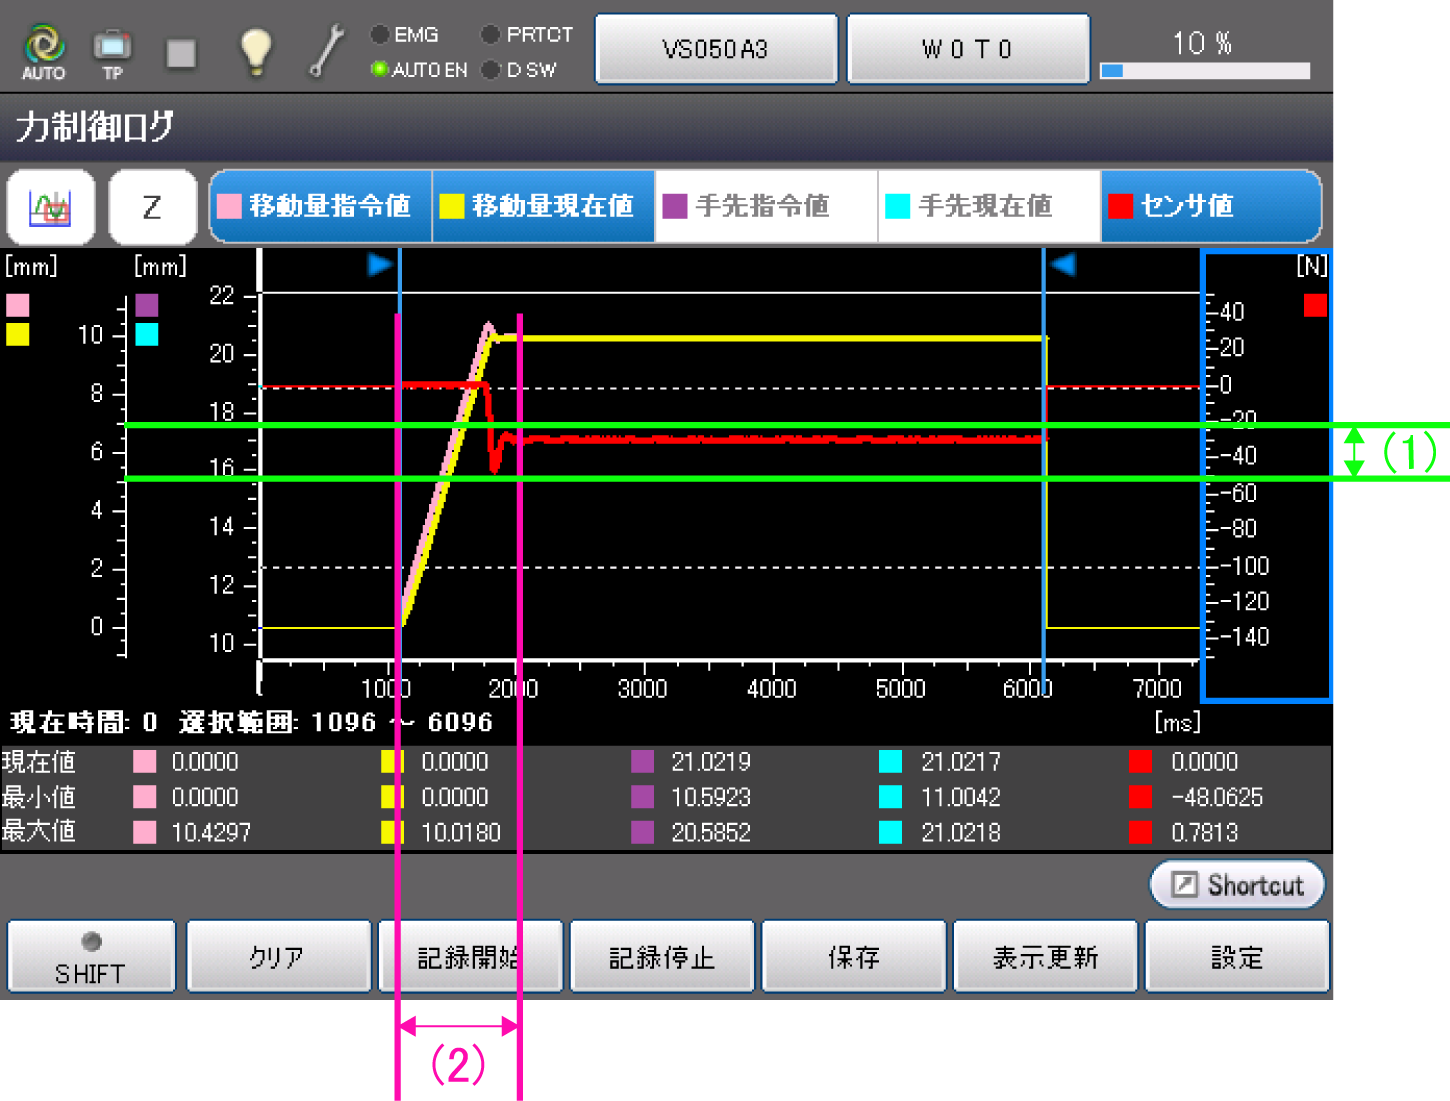 AUTO TP EMG PRTCT AUTO EN D SW VS050A3 W 0 T 0 10 %
力制御ログ
Z 移動量指令値 移動量現在値 手先指令値 手先現在値 センサ値
[mm] [mm] [N]
22 40
10 20 20
8 0
18 -20
6 16 -40 (1)
4 14 -60
-80
2 12 -100
-120
0 10 -140
1000 2000 3000 4000 5000 6000 7000
現在時間: 0 選択範囲: 1096 ～ 6096 [ms]
現在値 0.0000 0.0000 21.0219 21.0217 0.0000
最小値 0.0000 0.0000 10.5923 11.0042 -48.0625
最大値 10.4297 10.0180 20.5852 21.0218 0.7813
Shortcut
SHIFT クリア 記録開始 記録停止 保存 表示更新 設定
(2)